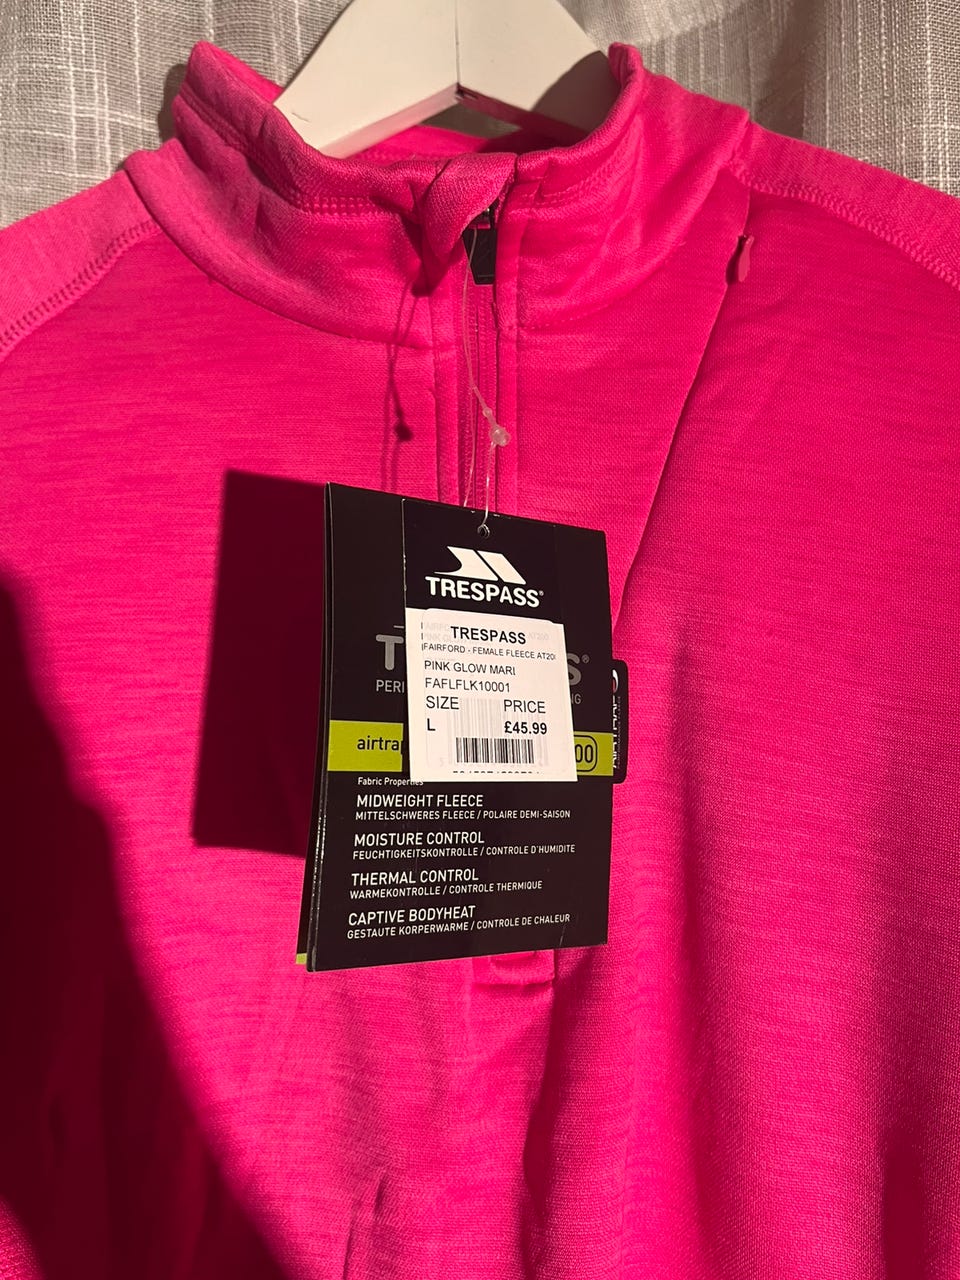 TRESPASS®
TRESPASS
FAIRFORD - FEMALE FLEECE AT20
PINK GLOW MARL
FAFLFLK10001
SIZE PRICE
L £45.99
airtrap
00
Fabric Properties
MIDWEIGHT FLEECE
MITTELSCHWERES FLEECE / POLAIRE DEMI-SAISON
MOISTURE CONTROL
FEUCHTIGKEITSKONTROLLE / CONTROLE D'HUMIDITE
THERMAL CONTROL
WARMEKONTROLLE / CONTROLE THERMIQUE
CAPTIVE BODYHEAT
GESTAUTE KORPERWARME / CONTROLE DE CHALEUR
AIRTRAP